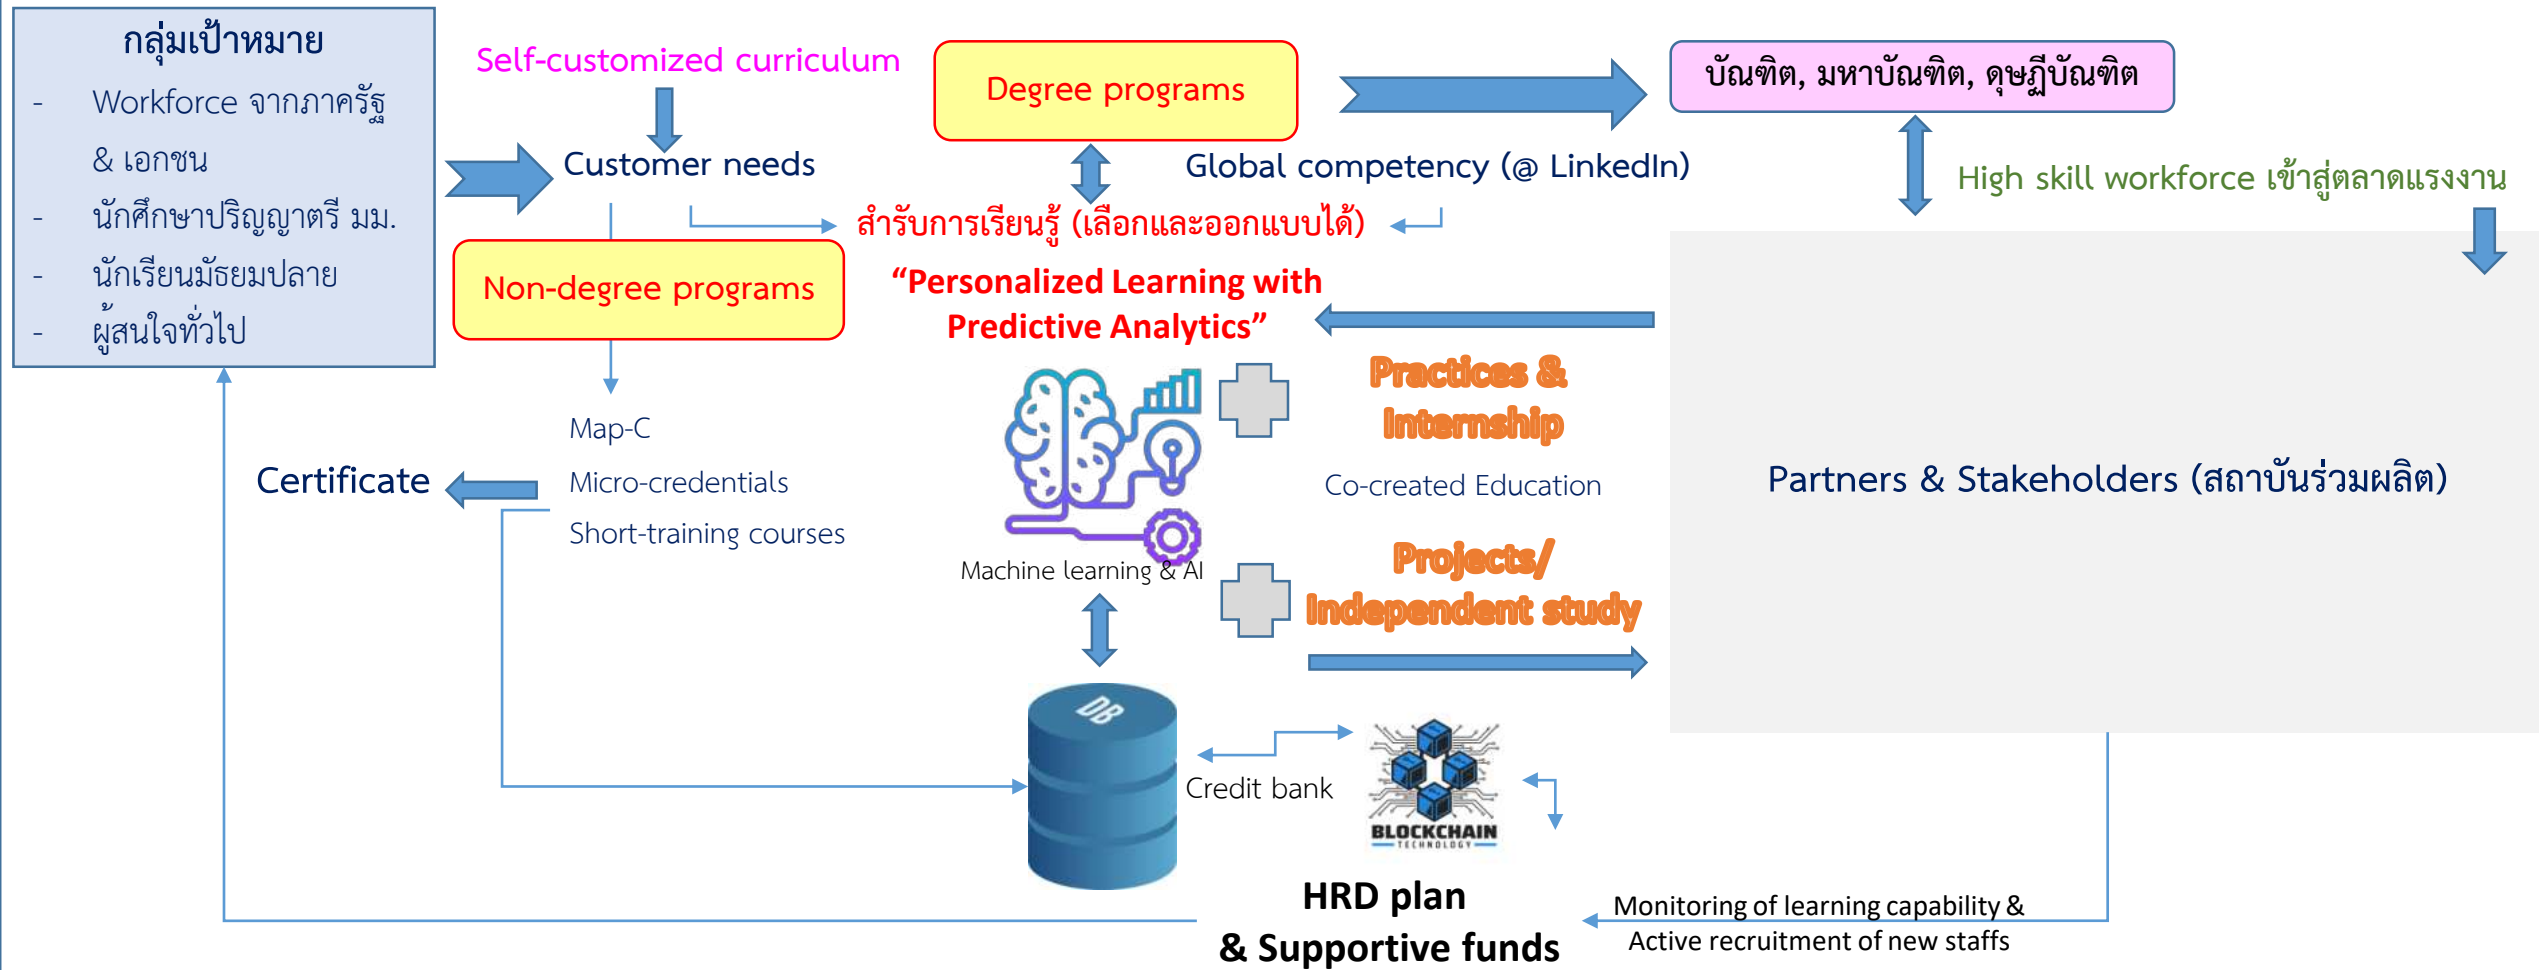 กลุ่มเป้าหมาย
- Workforce จากภาครัฐ
& เอกชน
- นักศึกษาปริญญาตรี มม.
- นักเรียนมัธยมปลาย
- ผู้สนใจทั่วไป
Self-customized curriculum
Customer needs
Degree programs
บัณฑิต, มหาบัณฑิต, ดุษฎีบัณฑิต
Global competency (@ LinkedIn)
High skill workforce เข้าสู่ตลาดแรงงาน
สำรับการเรียนรู้ (เลือกและออกแบบได้)
Non-degree programs
“Personalized Learning with
Predictive Analytics”
Practices &
Internship
Map-C
Micro-credentials
Short-training courses
Certificate
Co-created Education
Partners & Stakeholders (สถาบันร่วมผลิต)
Machine learning & AI
Projects/
Independent study
DB
Credit bank
BLOCKCHAIN
TECHNOLOGY
HRD plan
& Supportive funds
Monitoring of learning capability &
Active recruitment of new staffs